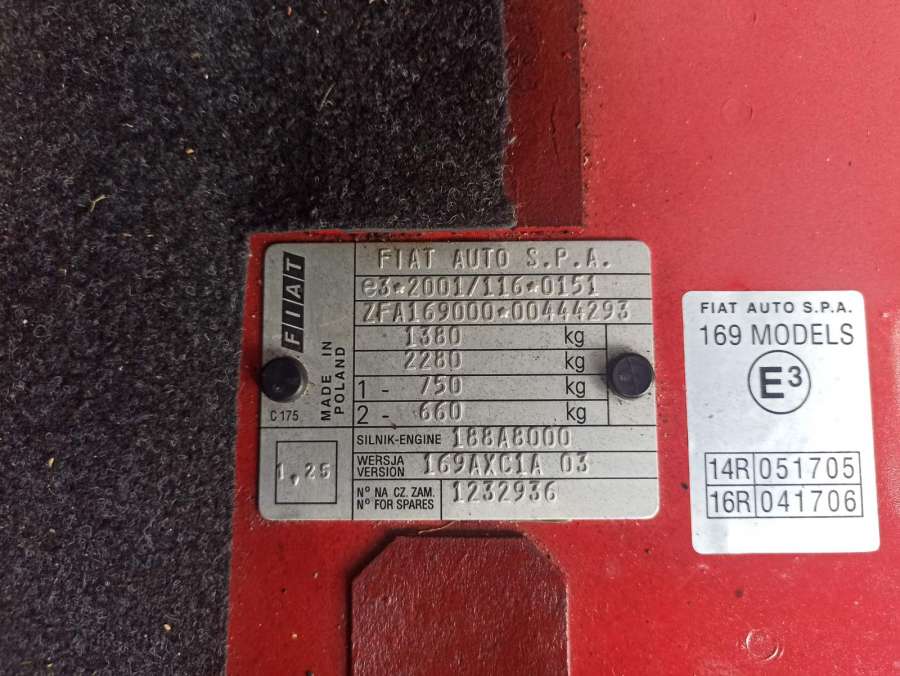 FIAT
MADE IN
POLAND
C 175
1,25
FIAT AUTO S.P.A.
e3*2001/116*0151
ZFA169000*00444293
1380 kg
2280 kg
1 - 750 kg
2 - 660 kg
SILNIK-ENGINE 188A8000
WERSJA
VERSION 169AXC1A 03
Nº NA CZ. ZAM.
Nº FOR SPARES 1232936
FIAT AUTO S.P.A.
169 MODELS
E3
14R 051705
16R 041706